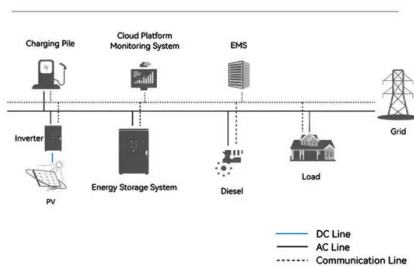 Charging Pile
Cloud Platform
Monitoring System
EMS
Grid
Inverter
PV
Energy Storage System
Diesel
Load
DC Line
AC Line
Communication Line